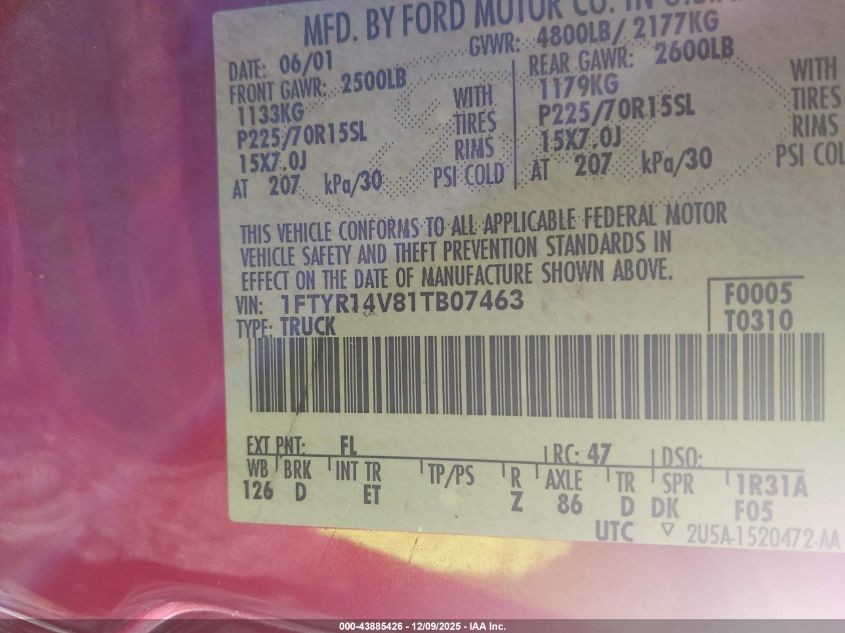 MFD. BY FORD MOTOR CO. IN U.S.A.
DATE: 06/01 GVWR: 4800LB/ 2177KG
FRONT GAWR: 2500LB REAR GAWR: 2600LB
1133KG WITH 1179KG WITH
P225/70R15SL TIRES P225/70R15SL TIRES
15X7.0J RIMS 15X7.0J RIMS
AT 207 kPa/30 PSI COLD AT 207 kPa/30 PSI COL
THIS VEHICLE CONFORMS TO ALL APPLICABLE FEDERAL MOTOR
VEHICLE SAFETY AND THEFT PREVENTION STANDARDS IN
EFFECT ON THE DATE OF MANUFACTURE SHOWN ABOVE.
VIN: 1FTYR14V81TB07463 F0005
TYPE: TRUCK T0310
EXT PNT: FL RC: 47 DSO:
WB BRK INT TR TP/PS R AXLE TR SPR 1R31A
126 D ET Z 86 D DK F05
UTC ▽ 2U5A-1520472-AA
000-43885426 - 12/09/2025 - IAA Inc.